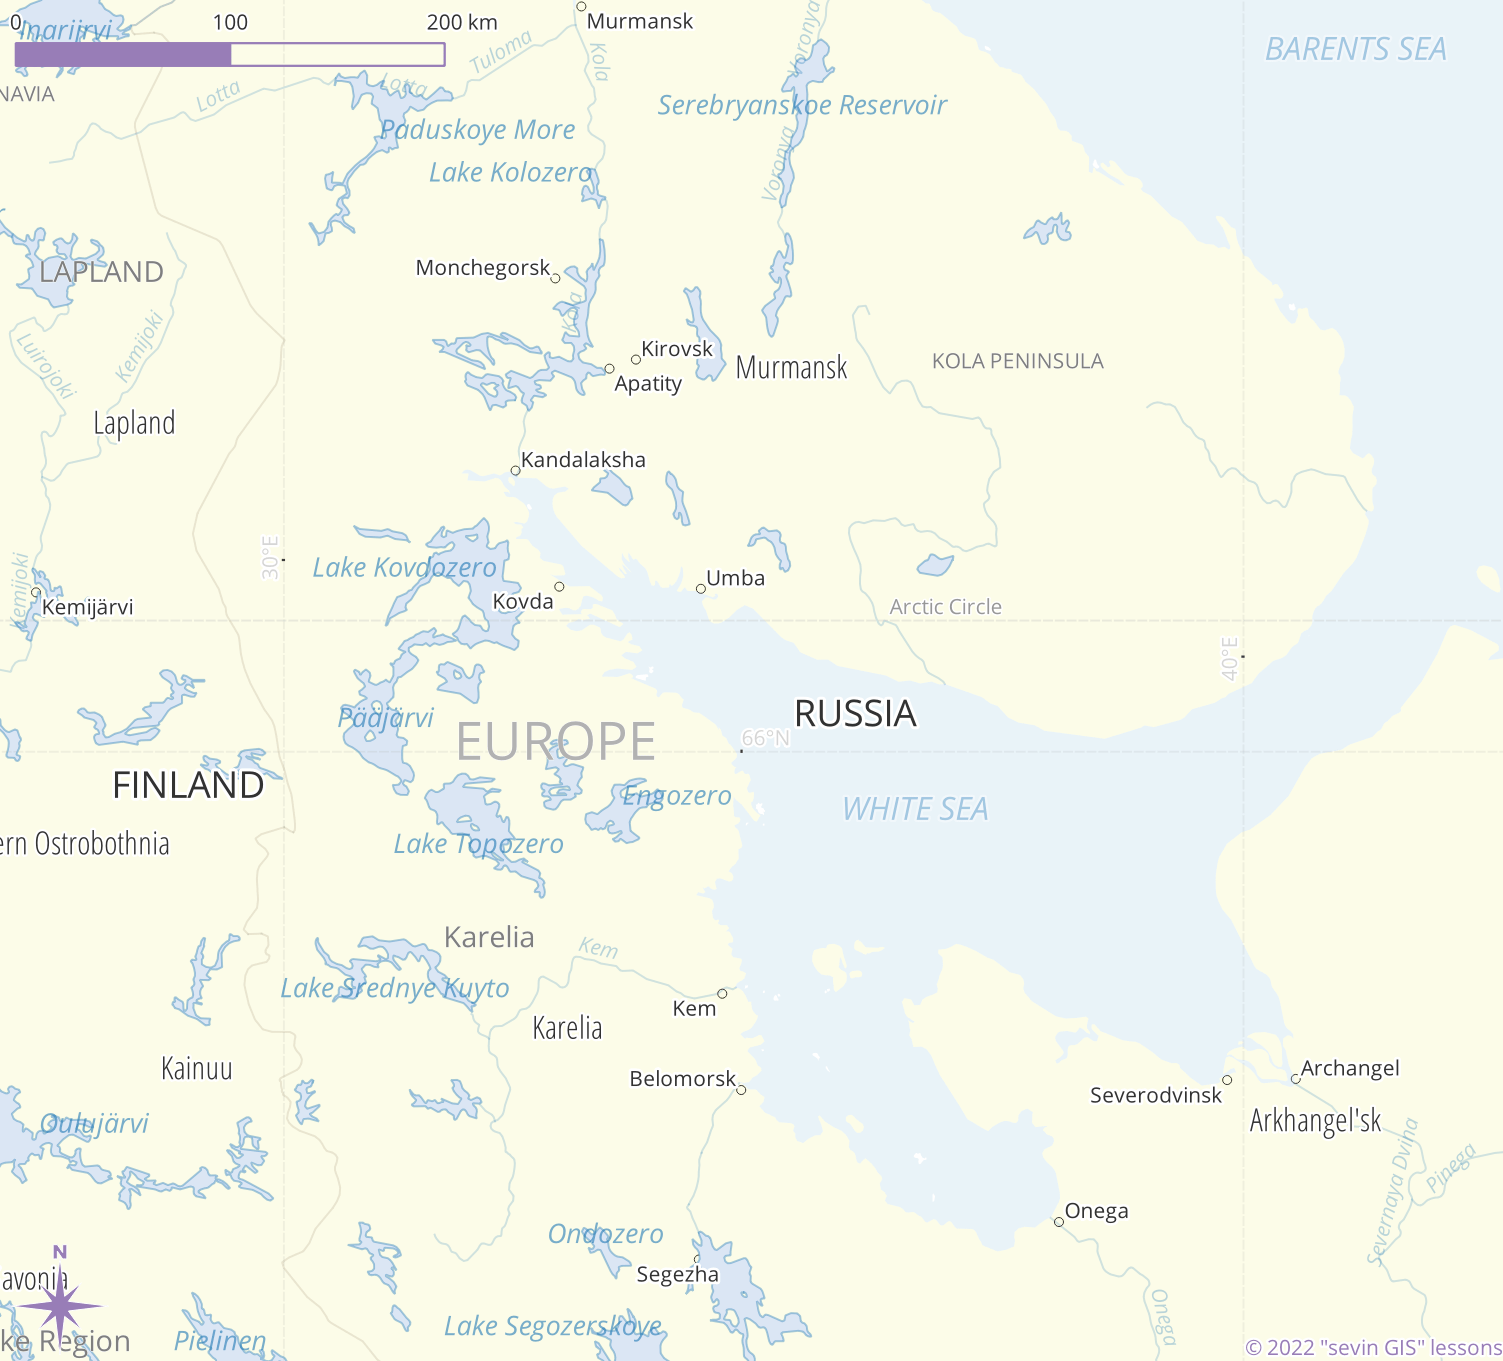 0 100 200 km
Murmansk
Inarijrvi
BARENTS SEA
Voronya
Tuloma
Kola
NAVIA
Lotta
Lotta
Serebryanskoe Reservoir
Paduskoye More
Voronya
Lake Kolozero
Monchegorsk
LAPLAND
Kola
Kemijoki
Luirojoki
Kirovsk
Apatity
Murmansk
KOLA PENINSULA
Lapland
Kandalaksha
30°E
Lake Kovdozero
Kemijoki
Kemijärvi
Kovda
Umba
Arctic Circle
40°E
Pääjärvi
EUROPE
RUSSIA
66°N
FINLAND
Engozero
WHITE SEA
ern Ostrobothnia
Lake Topozero
Karelia
Kem
Lake Srednye Kuyto
Kem
Karelia
Kainuu
Belomorsk
Archangel
Severodvinsk
Oulujärvi
Arkhangel'sk
Severnaya Dvina
Pinega
Onega
Ondozero
N
Segezha
avonia
Onega
Lake Segozerskoye
ke Region
Pielinen
© 2022 "sevin GIS" lessons